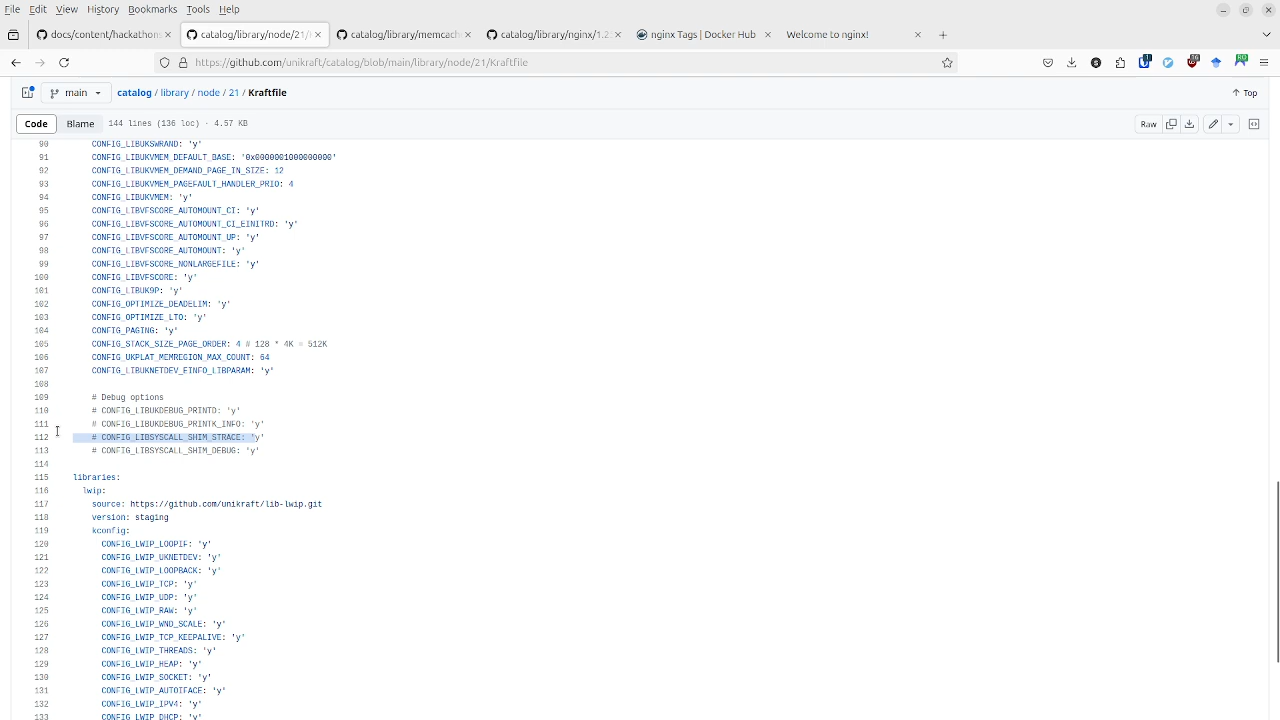 File Edit View History Bookmarks Tools Help
docs/content/hackathons catalog/library/node/21/ catalog/library/memcache catalog/library/nginx/1.2 nginx Tags | Docker Hub Welcome to nginx!
https://github.com/unikraft/catalog/blob/main/library/node/21/Kraftfile
main catalog / library / node / 21 / Kraftfile Top
Code Blame 144 lines (136 loc) · 4.57 KB Raw
90 CONFIG_LIBUKSWRAND: 'y'
91 CONFIG_LIBUKVMEM_DEFAULT_BASE: '0x0000001000000000'
92 CONFIG_LIBUKVMEM_DEMAND_PAGE_IN_SIZE: 12
93 CONFIG_LIBUKVMEM_PAGEFAULT_HANDLER_PRIO: 4
94 CONFIG_LIBUKVMEM: 'y'
95 CONFIG_LIBVFSCORE_AUTOMOUNT_CI: 'y'
96 CONFIG_LIBVFSCORE_AUTOMOUNT_CI_EINITRD: 'y'
97 CONFIG_LIBVFSCORE_AUTOMOUNT_UP: 'y'
98 CONFIG_LIBVFSCORE_AUTOMOUNT: 'y'
99 CONFIG_LIBVFSCORE_NONLARGEFILE: 'y'
100 CONFIG_LIBVFSCORE: 'y'
101 CONFIG_LIBUK9P: 'y'
102 CONFIG_OPTIMIZE_DEADELIM: 'y'
103 CONFIG_OPTIMIZE_LTO: 'y'
104 CONFIG_PAGING: 'y'
105 CONFIG_STACK_SIZE_PAGE_ORDER: 4 # 128 * 4K = 512K
106 CONFIG_UKPLAT_MEMREGION_MAX_COUNT: 64
107 CONFIG_LIBUKNETDEV_EINFO_LIBPARAM: 'y'
108
109 # Debug options
110 # CONFIG_LIBUKDEBUG_PRINTD: 'y'
111 # CONFIG_LIBUKDEBUG_PRINTK_INFO: 'y'
112 # CONFIG_LIBSYSCALL_SHIM_STRACE: 'y'
113 # CONFIG_LIBSYSCALL_SHIM_DEBUG: 'y'
114
115 libraries:
116 lwip:
117 source: https://github.com/unikraft/lib-lwip.git
118 version: staging
119 kconfig:
120 CONFIG_LWIP_LOOPIF: 'y'
121 CONFIG_LWIP_UKNETDEV: 'y'
122 CONFIG_LWIP_LOOPBACK: 'y'
123 CONFIG_LWIP_TCP: 'y'
124 CONFIG_LWIP_UDP: 'y'
125 CONFIG_LWIP_RAW: 'y'
126 CONFIG_LWIP_WND_SCALE: 'y'
127 CONFIG_LWIP_TCP_KEEPALIVE: 'y'
128 CONFIG_LWIP_THREADS: 'y'
129 CONFIG_LWIP_HEAP: 'y'
130 CONFIG_LWIP_SOCKET: 'y'
131 CONFIG_LWIP_AUTOIFACE: 'y'
132 CONFIG_LWIP_IPV4: 'y'
133 CONFIG_LWIP_DHCP: 'y'